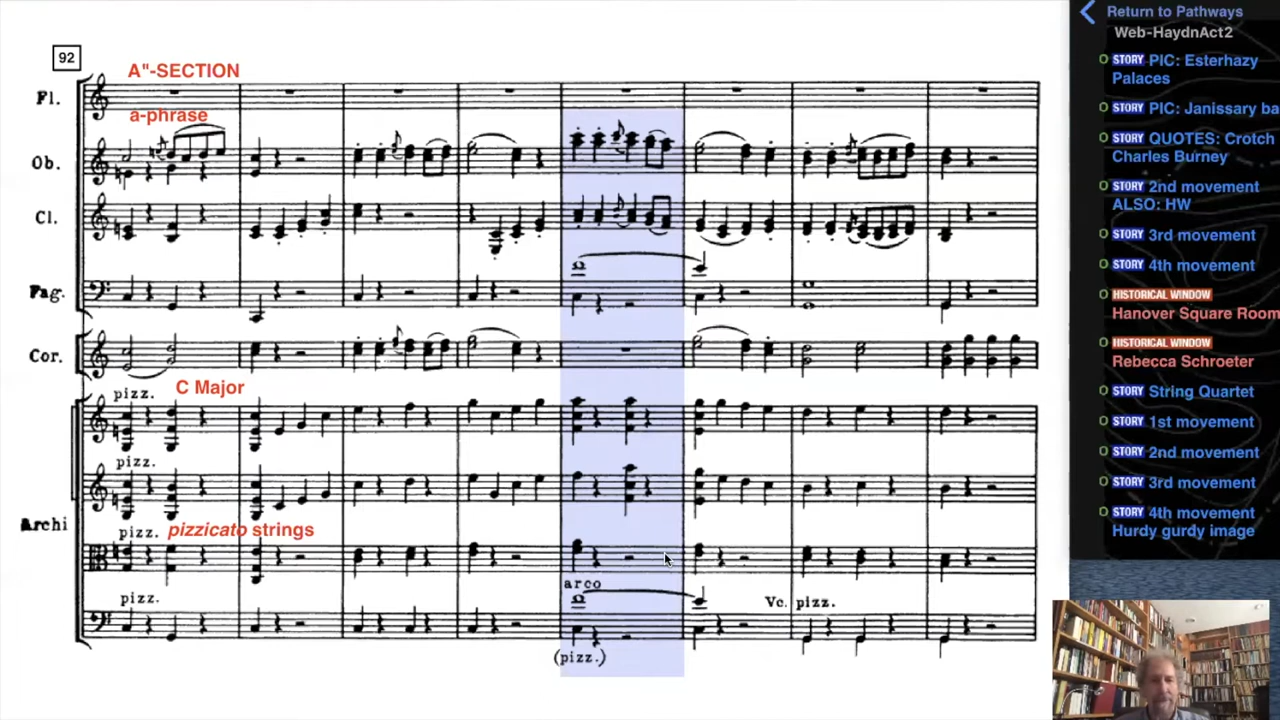 92
A"-SECTION
Fl.
a-phrase
Ob.
Cl.
Fag.
Cor.
pizz. C Major
pizz.
Archi
pizz. pizzicato strings
arco
pizz.
Vc. pizz.
(pizz.)
Return to Pathways
Web-HaydnAct2
STORY PIC: Esterhazy
Palaces
STORY PIC: Janissary ba
STORY QUOTES: Crotch
Charles Burney
STORY 2nd movement
ALSO: HW
STORY 3rd movement
STORY 4th movement
HISTORICAL WINDOW
Hanover Square Room
HISTORICAL WINDOW
Rebecca Schroeter
STORY String Quartet
STORY 1st movement
STORY 2nd movement
STORY 3rd movement
STORY 4th movement
Hurdy gurdy image